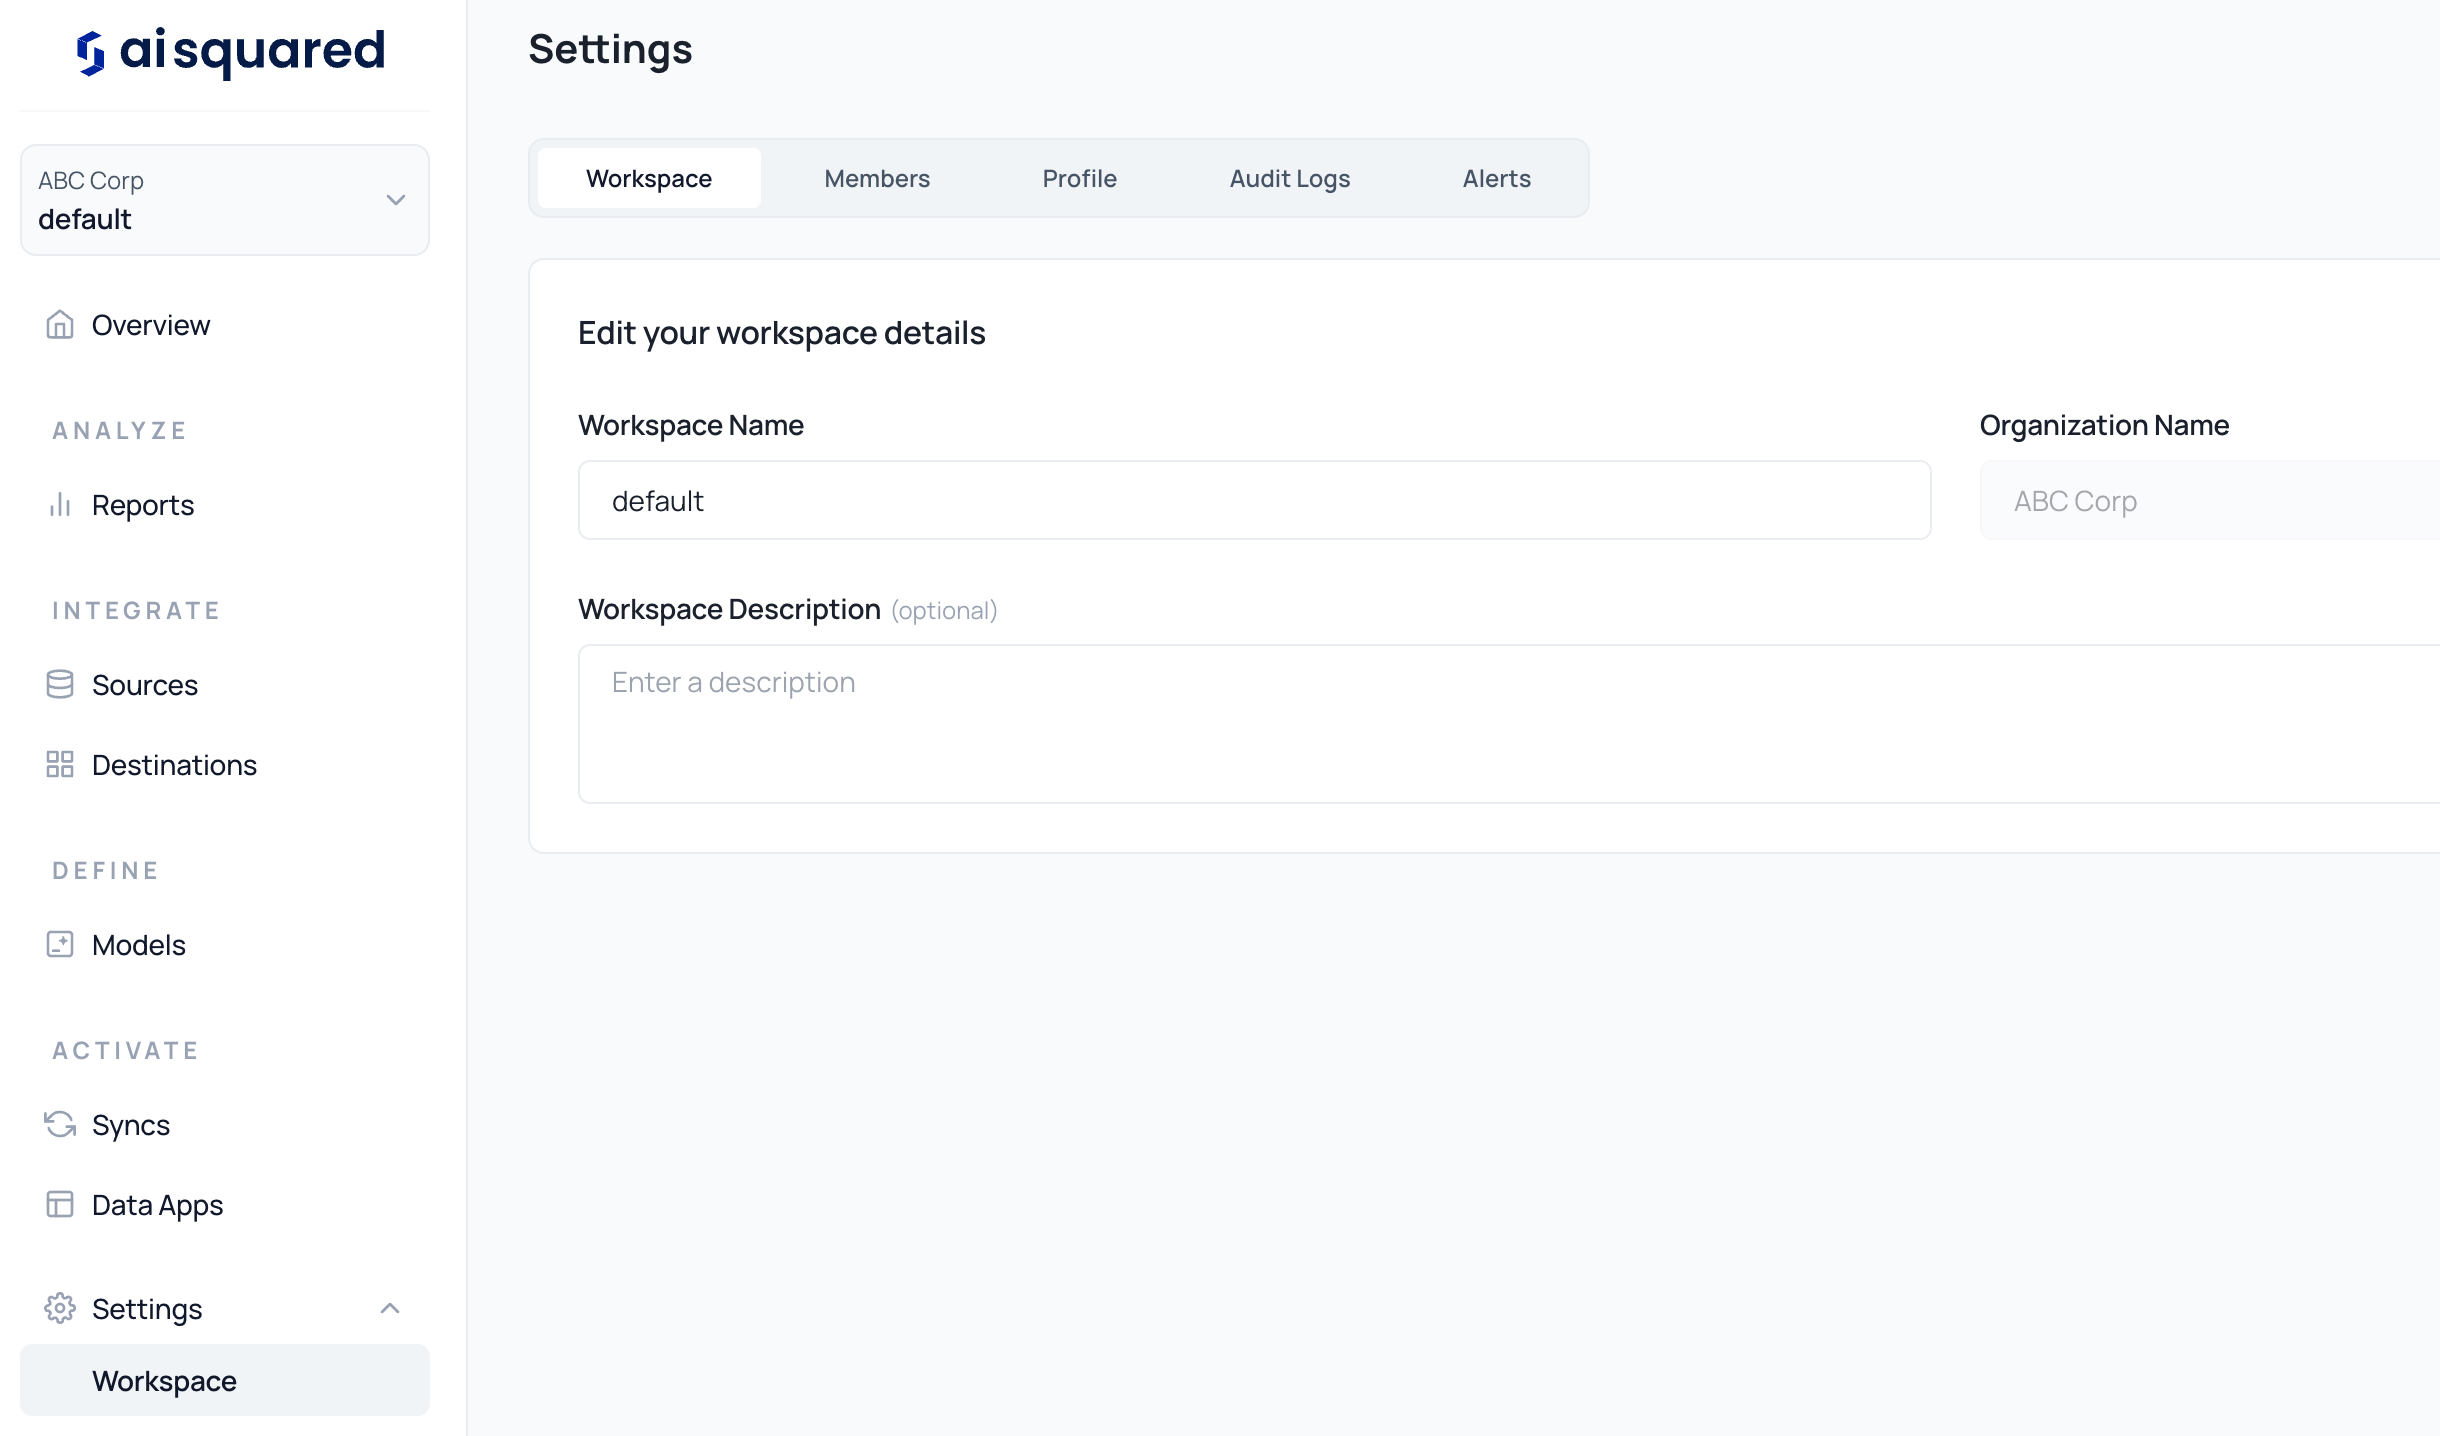 aisquared
ABC Corp
default
Overview
ANALYZE
Reports
INTEGRATE
Sources
Destinations
DEFINE
Models
ACTIVATE
Syncs
Data Apps
Settings
Workspace
Settings
Workspace Members Profile Audit Logs Alerts
Edit your workspace details
Workspace Name Organization Name
default ABC Corp
Workspace Description (optional)
Enter a description